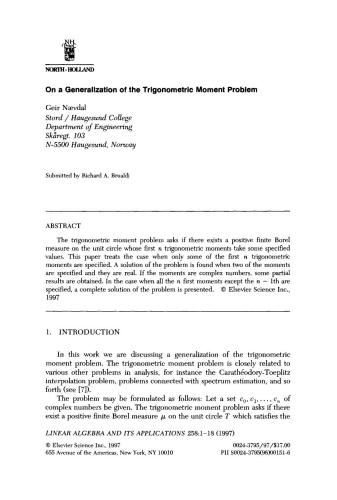 NH
NORTH-HOLLAND
On a Generalization of the Trigonometric Moment Problem
Geir Nævdal
Stord / Haugesund College
Department of Engineering
Skåregt. 103
N-5500 Haugesund, Norway
Submitted by Richard A. Brualdi
ABSTRACT
The trigonometric moment problem asks if there exists a positive finite Borel
measure on the unit circle whose first n trigonometric moments take some specified
values. This paper treats the case when only some of the first n trigonometric
moments are specified. A solution of the problem is found when two of the moments
are specified and they are real. If the moments are complex numbers, some partial
results are obtained. In the case when all the n first moments except the n − 1th are
specified, a complete solution of the problem is presented. © Elsevier Science Inc.,
1997
1. INTRODUCTION
In this work we are discussing a generalization of the trigonometric
moment problem. The trigonometric moment problem is closely related to
various other problems in analysis, for instance the Carathéodory-Toeplitz
interpolation problem, problems connected with spectrum estimation, and so
forth (see [7]).
The problem may be formulated as follows: Let a set c₀, c₁, . . . , cₙ of
complex numbers be given. The trigonometric moment problem asks if there
exist a positive finite Borel measure μ on the unit circle T which satisfies the
LINEAR ALGEBRA AND ITS APPLICATIONS 258:1–18 (1997)
© Elsevier Science Inc., 1997
655 Avenue of the Americas, New York, NY 10010
0024-3795/97/$17.00
PII S0024-3795(96)00151-6